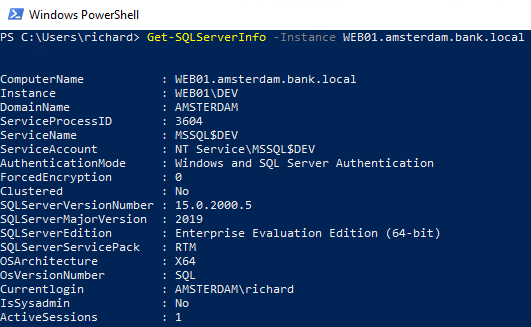 Windows PowerShell
PS C:\Users\richard> Get-SQLServerInfo -Instance WEB01.amsterdam.bank.local
ComputerName : WEB01.amsterdam.bank.local
Instance : WEB01\DEV
DomainName : AMSTERDAM
ServiceProcessID : 3604
ServiceName : MSSQL$DEV
ServiceAccount : NT Service\MSSQL$DEV
AuthenticationMode : Windows and SQL Server Authentication
ForcedEncryption : 0
Clustered : No
SQLServerVersionNumber : 15.0.2000.5
SQLServerMajorVersion : 2019
SQLServerEdition : Enterprise Evaluation Edition (64-bit)
SQLServerServicePack : RTM
OSArchitecture : X64
OsVersionNumber : SQL
Currentlogin : AMSTERDAM\richard
IsSysadmin : No
ActiveSessions : 1